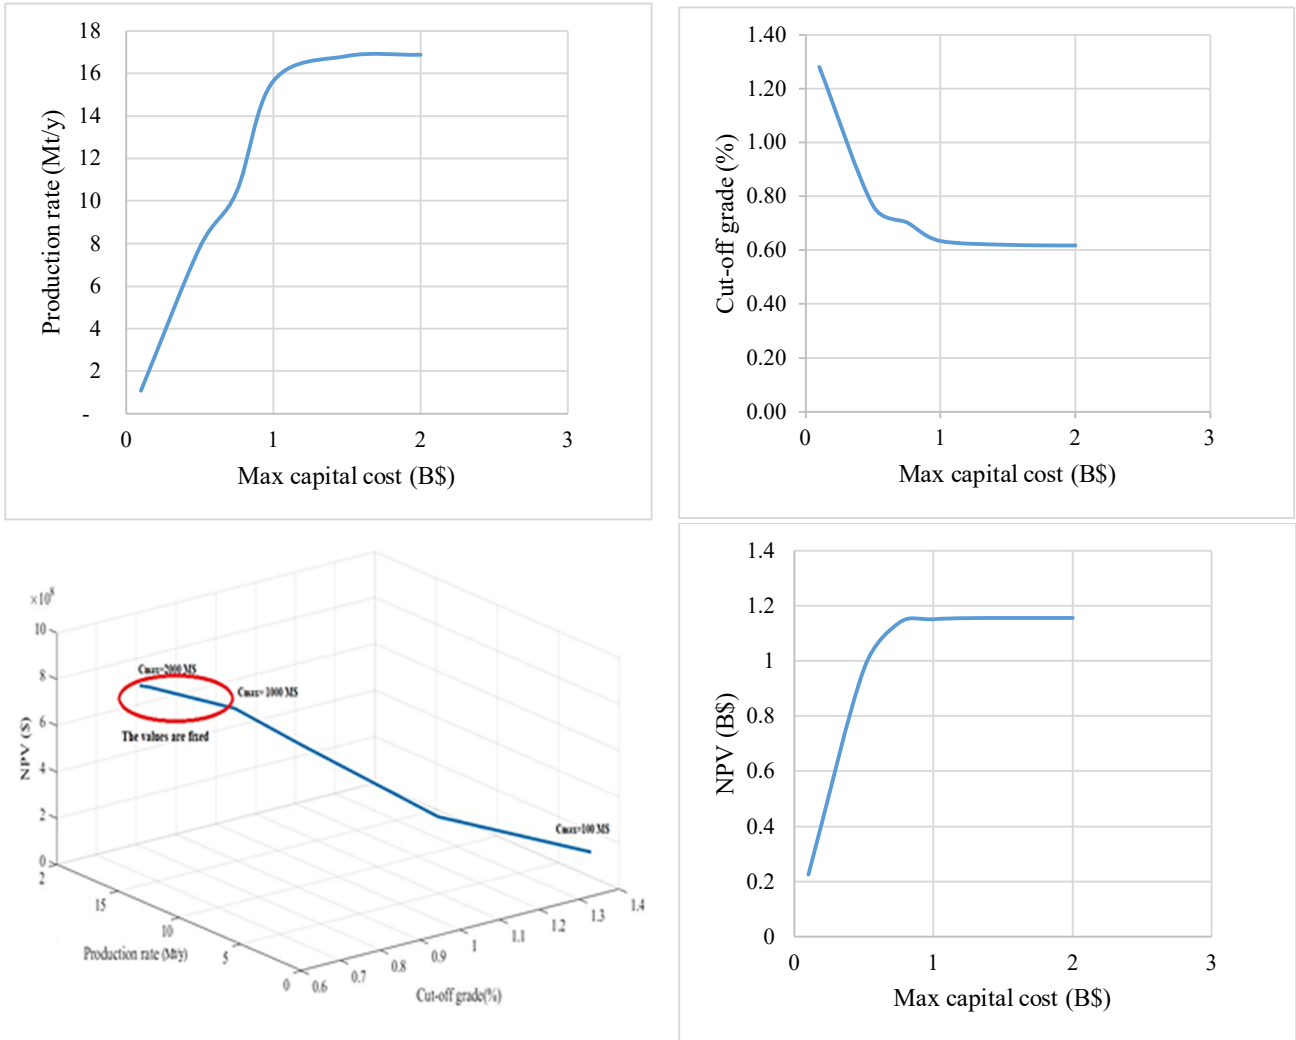 18
16
14
12
10
8
6
4
2
-
Production rate (Mt/y)
0 1 2 3
Max capital cost (B$)
1.40
1.20
1.00
0.80
0.60
0.40
0.20
0.00
Cut-off grade (%)
0 1 2 3
Max capital cost (B$)
×10⁸
10
8
6
4
2
0
NPV ($)
Cmax=2000 M$
Cmax=1000 M$
The values are fixed
Cmax=100 M$
2
15
10
5
0
Production rate (Mt/y)
0.6 0.7 0.8 0.9 1 1.1 1.2 1.3 1.4
Cut-off grade(%)
1.4
1.2
1
0.8
0.6
0.4
0.2
0
NPV (B$)
0 1 2 3
Max capital cost (B$)